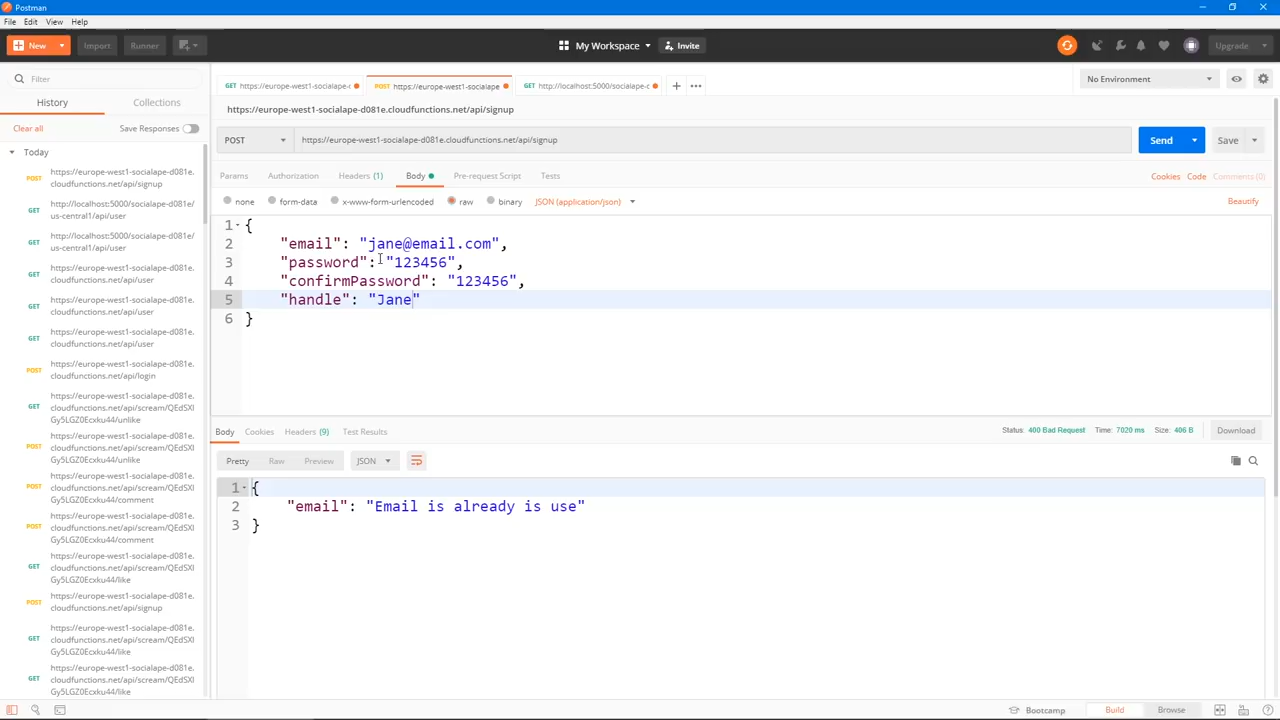 Postman
File Edit View Help
New Import Runner My Workspace Invite Upgrade
Filter
History Collections
Clear all Save Responses
Today
POST https://europe-west1-socialape-d081e.
cloudfunctions.net/api/signup
GET http://localhost:5000/socialape-d081e/
us-central1/api/user
GET http://localhost:5000/socialape-d081e/
us-central1/api/user
GET https://europe-west1-socialape-d081e.
cloudfunctions.net/api/user
GET https://europe-west1-socialape-d081e.
cloudfunctions.net/api/user
GET https://europe-west1-socialape-d081e.
cloudfunctions.net/api/user
POST https://europe-west1-socialape-d081e.
cloudfunctions.net/api/login
GET https://europe-west1-socialape-d081e.
cloudfunctions.net/api/scream/QEdSXl
Gy5LGZ0Ecxku44/unlike
POST https://europe-west1-socialape-d081e.
cloudfunctions.net/api/scream/QEdSXl
Gy5LGZ0Ecxku44/unlike
POST https://europe-west1-socialape-d081e.
cloudfunctions.net/api/scream/QEdSXl
Gy5LGZ0Ecxku44/comment
POST https://europe-west1-socialape-d081e.
cloudfunctions.net/api/scream/QEdSXl
Gy5LGZ0Ecxku44/comment
GET https://europe-west1-socialape-d081e.
cloudfunctions.net/api/scream/QEdSXl
Gy5LGZ0Ecxku44/like
POST https://europe-west1-socialape-d081e.
cloudfunctions.net/api/signup
GET https://europe-west1-socialape-d081e.
cloudfunctions.net/api/scream/QEdSXl
Gy5LGZ0Ecxku44/like
GET https://europe-west1-socialape-d081e.
cloudfunctions.net/api/scream/QEdSXl
Gy5LGZ0Ecxku44/like
GET https://europe-west1-socialape-c POST https://europe-west1-socialape GET http://localhost:5000/socialape-c
No Environment
https://europe-west1-socialape-d081e.cloudfunctions.net/api/signup
POST https://europe-west1-socialape-d081e.cloudfunctions.net/api/signup Send Save
Params Authorization Headers (1) Body Pre-request Script Tests Cookies Code Comments (0)
none form-data x-www-form-urlencoded raw binary JSON (application/json) Beautify
1 {
2 "email": "jane@email.com",
3 "password": "123456",
4 "confirmPassword": "123456",
5 "handle": "Jane"
6 }
Body Cookies Headers (9) Test Results Status: 400 Bad Request Time: 7020 ms Size: 406 B Download
Pretty Raw Preview JSON
1 {
2 "email": "Email is already is use"
3 }
Bootcamp Build Browse